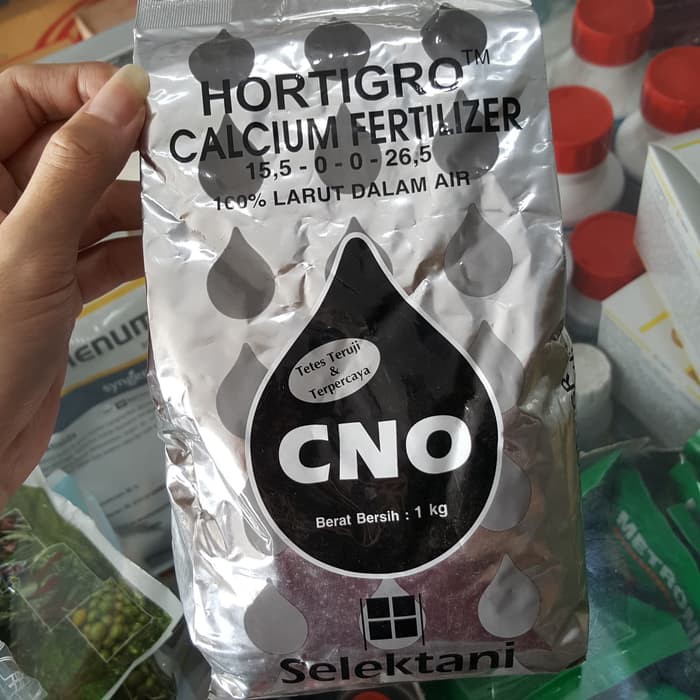 HORTIGRO™
CALCIUM FERTILIZER
15,5 - 0 - 0 - 26,5
100% LARUT DALAM AIR
Tetes Teruji
&
Terpercaya
CNO
Berat Bersih : 1 kg
Selektani